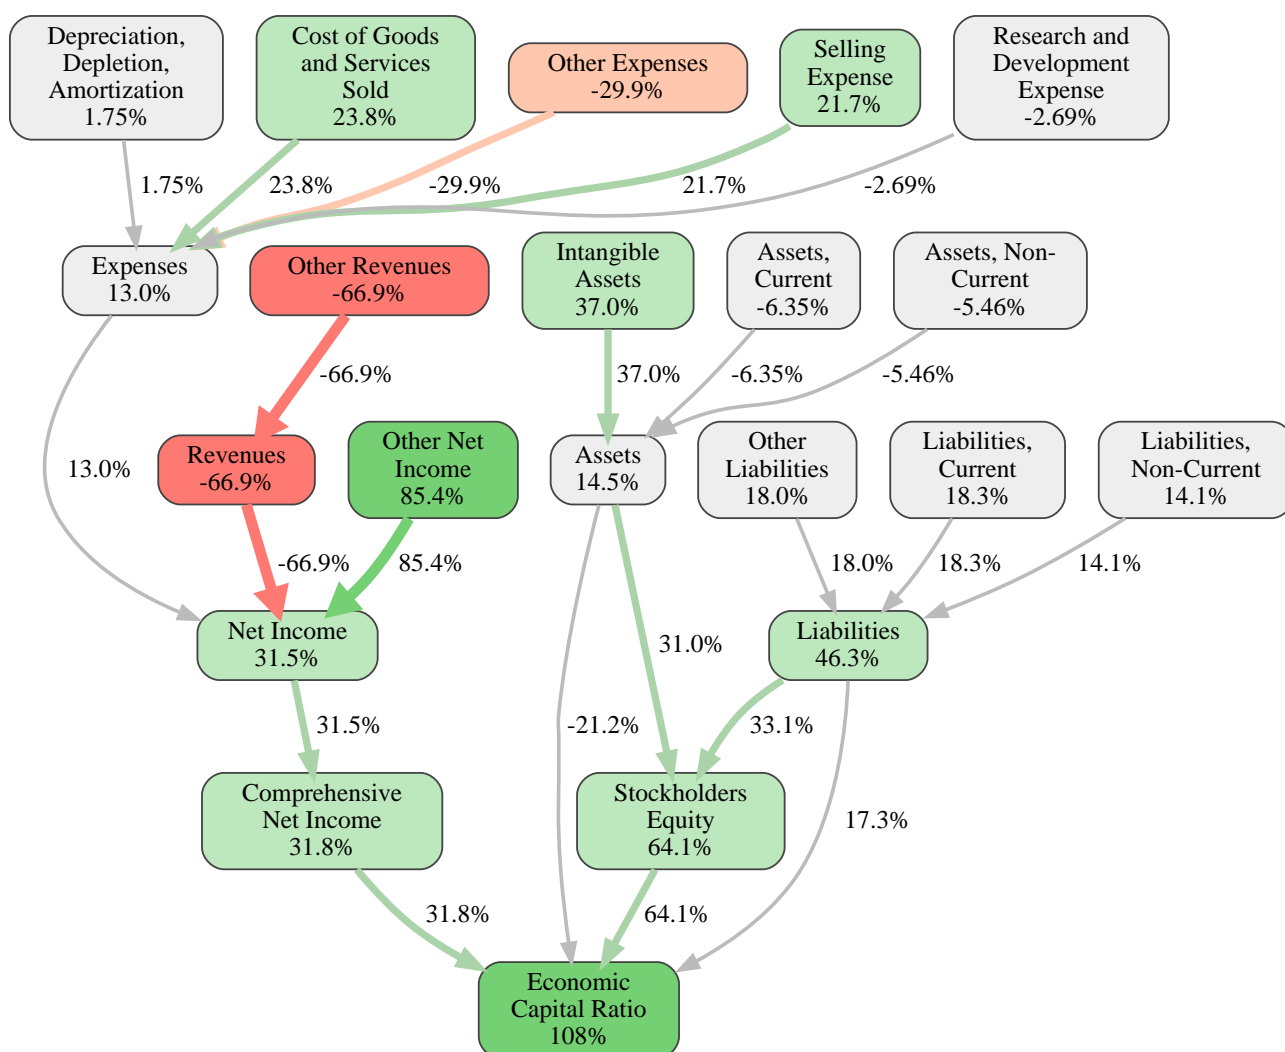 Depreciation,
Depletion,
Amortization
1.75%
Cost of Goods
and Services
Sold
23.8%
Other Expenses
-29.9%
Selling
Expense
21.7%
Research and
Development
Expense
-2.69%
1.75%
23.8%
-29.9%
21.7%
-2.69%
Expenses
13.0%
Other Revenues
-66.9%
Intangible
Assets
37.0%
Assets,
Current
-6.35%
Assets, Non-
Current
-5.46%
-66.9%
37.0%
-6.35%
-5.46%
13.0%
Revenues
-66.9%
Other Net
Income
85.4%
Assets
14.5%
Other
Liabilities
18.0%
Liabilities,
Current
18.3%
Liabilities,
Non-Current
14.1%
-66.9%
85.4%
18.0%
18.3%
14.1%
Net Income
31.5%
31.0%
Liabilities
46.3%
31.5%
-21.2%
33.1%
Comprehensive
Net Income
31.8%
Stockholders
Equity
64.1%
17.3%
31.8%
64.1%
Economic
Capital Ratio
108%